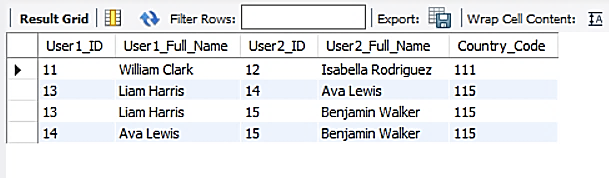 Result Grid Filter Rows: Export: Wrap Cell Content: IA
User1_ID User1_Full_Name User2_ID User2_Full_Name Country_Code
11 William Clark 12 Isabella Rodriguez 111
13 Liam Harris 14 Ava Lewis 115
13 Liam Harris 15 Benjamin Walker 115
14 Ava Lewis 15 Benjamin Walker 115